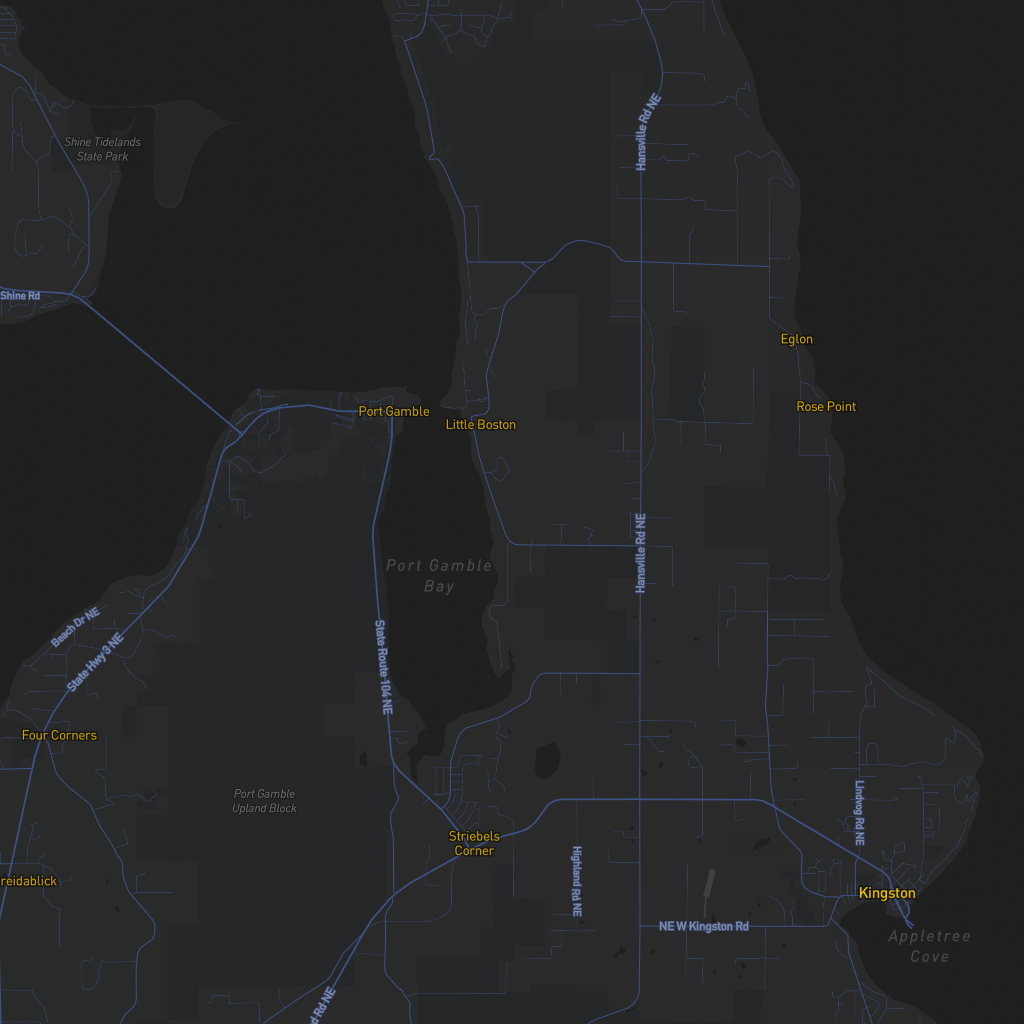 Hansville Rd NE
Shine Tidelands
State Park
Shine Rd
Eglon
Rose Point
Port Gamble
Little Boston
Hansville Rd NE
Port Gamble
Bay
Beach Dr NE
State Hwy 3 NE
State Route 104 NE
Four Corners
Port Gamble
Upland Block
Lindvog Rd NE
Striebels
Corner
Highland Rd NE
reidablick
Kingston
NE W Kingston Rd
Appletree
Cove
d Rd NE